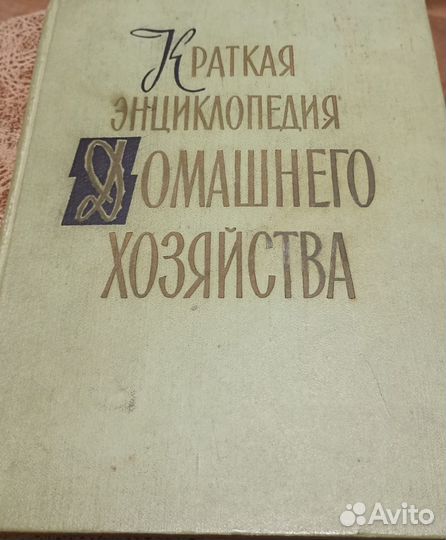 КРАТКАЯ
ЭНЦИКЛОПЕДИЯ
ДОМАШНЕГО
ХОЗЯЙСТВА
Avito